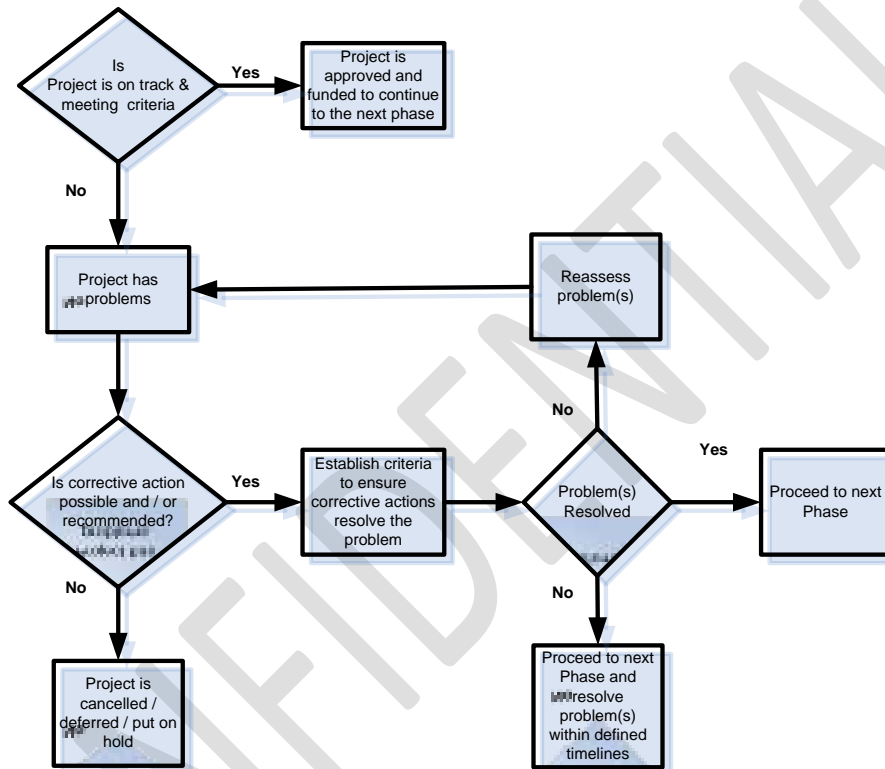 Is
Project is on track &
meeting criteria
Yes
Project is
approved and
funded to continue
to the next phase
No
Project has
problems
Reassess
problem(s)
No
Is corrective action
possible and / or
recommended?
Yes
Establish criteria
to ensure
corrective actions
resolve the
problem
Problem(s)
Resolved
Yes
Proceed to next
Phase
No
No
Project is
cancelled /
deferred / put on
hold
Proceed to next
Phase and
resolve
problem(s)
within defined
timelines
NFIDENTIAL